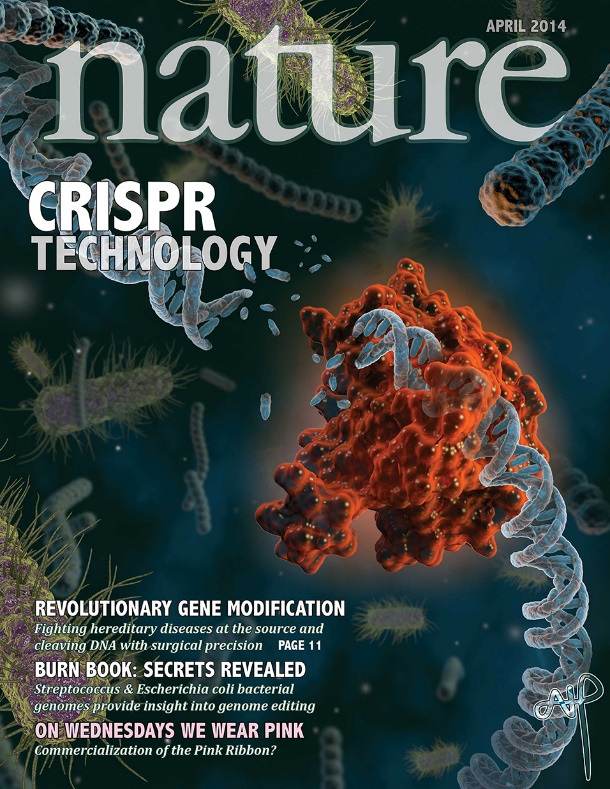 APRIL 2014
nature
CRISPR
TECHNOLOGY
REVOLUTIONARY GENE MODIFICATION
Fighting hereditary diseases at the source and
cleaving DNA with surgical precision PAGE 11
BURN BOOK: SECRETS REVEALED
Streptococcus & Escherichia coli bacterial
genomes provide insight into genome editing
ON WEDNESDAYS WE WEAR PINK
Commercialization of the Pink Ribbon?